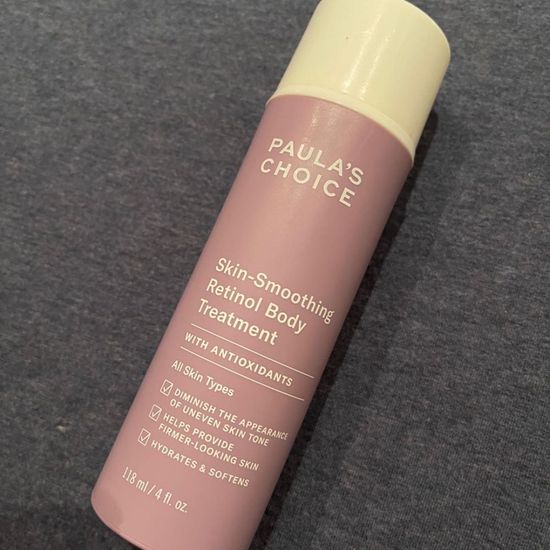 PAULA'S
CHOICE
Skin-Smoothing
Retinol Body
Treatment
WITH ANTIOXIDANTS
All Skin Types
DIMINISH THE APPEARANCE
OF UNEVEN SKIN TONE
HELPS PROVIDE
FIRMER-LOOKING SKIN
HYDRATES & SOFTENS
118 ml / 4 fl. oz.